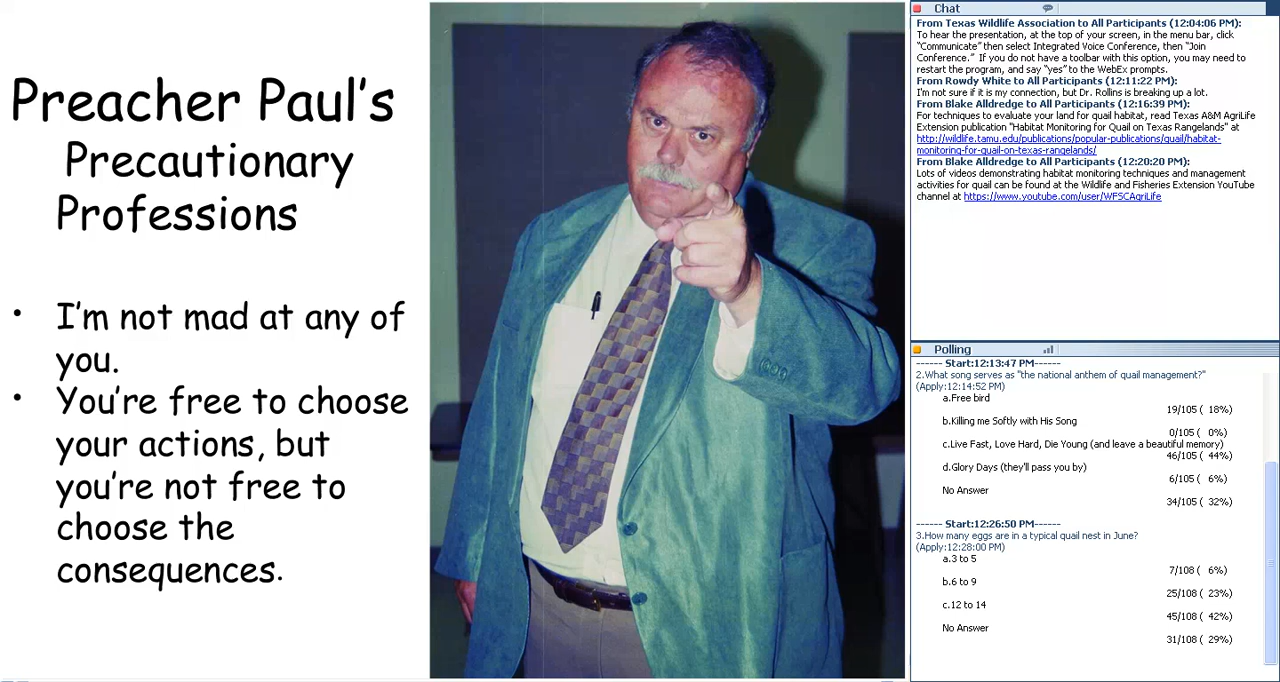 Preacher Paul's
Precautionary
Professions
• I'm not mad at any of
you.
• You're free to choose
your actions, but
you're not free to
choose the
consequences.
Chat
From Texas Wildlife Association to All Participants (12:04:06 PM):
To hear the presentation, at the top of your screen, in the menu bar, click
"Communicate" then select Integrated Voice Conference, then "Join
Conference." If you do not have a toolbar with this option, you may need to
restart the program, and say "yes" to the WebEx prompts.
From Rowdy White to All Participants (12:11:22 PM):
I'm not sure if it is my connection, but Dr. Rollins is breaking up a lot.
From Blake Alldredge to All Participants (12:16:39 PM):
For techniques to evaluate your land for quail habitat, read Texas A&M AgriLife
Extension publication "Habitat Monitoring for Quail on Texas Rangelands" at
http://wildlife.tamu.edu/publications/popular-publications/quail/habitat-
monitoring-for-quail-on-texas-rangelands/
From Blake Alldredge to All Participants (12:20:20 PM):
Lots of videos demonstrating habitat monitoring techniques and management
activities for quail can be found at the Wildlife and Fisheries Extension YouTube
channel at https://www.youtube.com/user/WFSCAgriLife
Polling
------ Start:12:13:47 PM------
2.What song serves as "the national anthem of quail management?"
(Apply:12:14:52 PM)
a.Free bird
19/105 ( 18%)
b.Killing me Softly with His Song
0/105 ( 0%)
c.Live Fast, Love Hard, Die Young (and leave a beautiful memory)
46/105 ( 44%)
d.Glory Days (they'll pass you by)
6/105 ( 6%)
No Answer
34/105 ( 32%)
------ Start:12:26:50 PM------
3.How many eggs are in a typical quail nest in June?
(Apply:12:28:00 PM)
a.3 to 5
7/108 ( 6%)
b.6 to 9
25/108 ( 23%)
c.12 to 14
45/108 ( 42%)
No Answer
31/108 ( 29%)